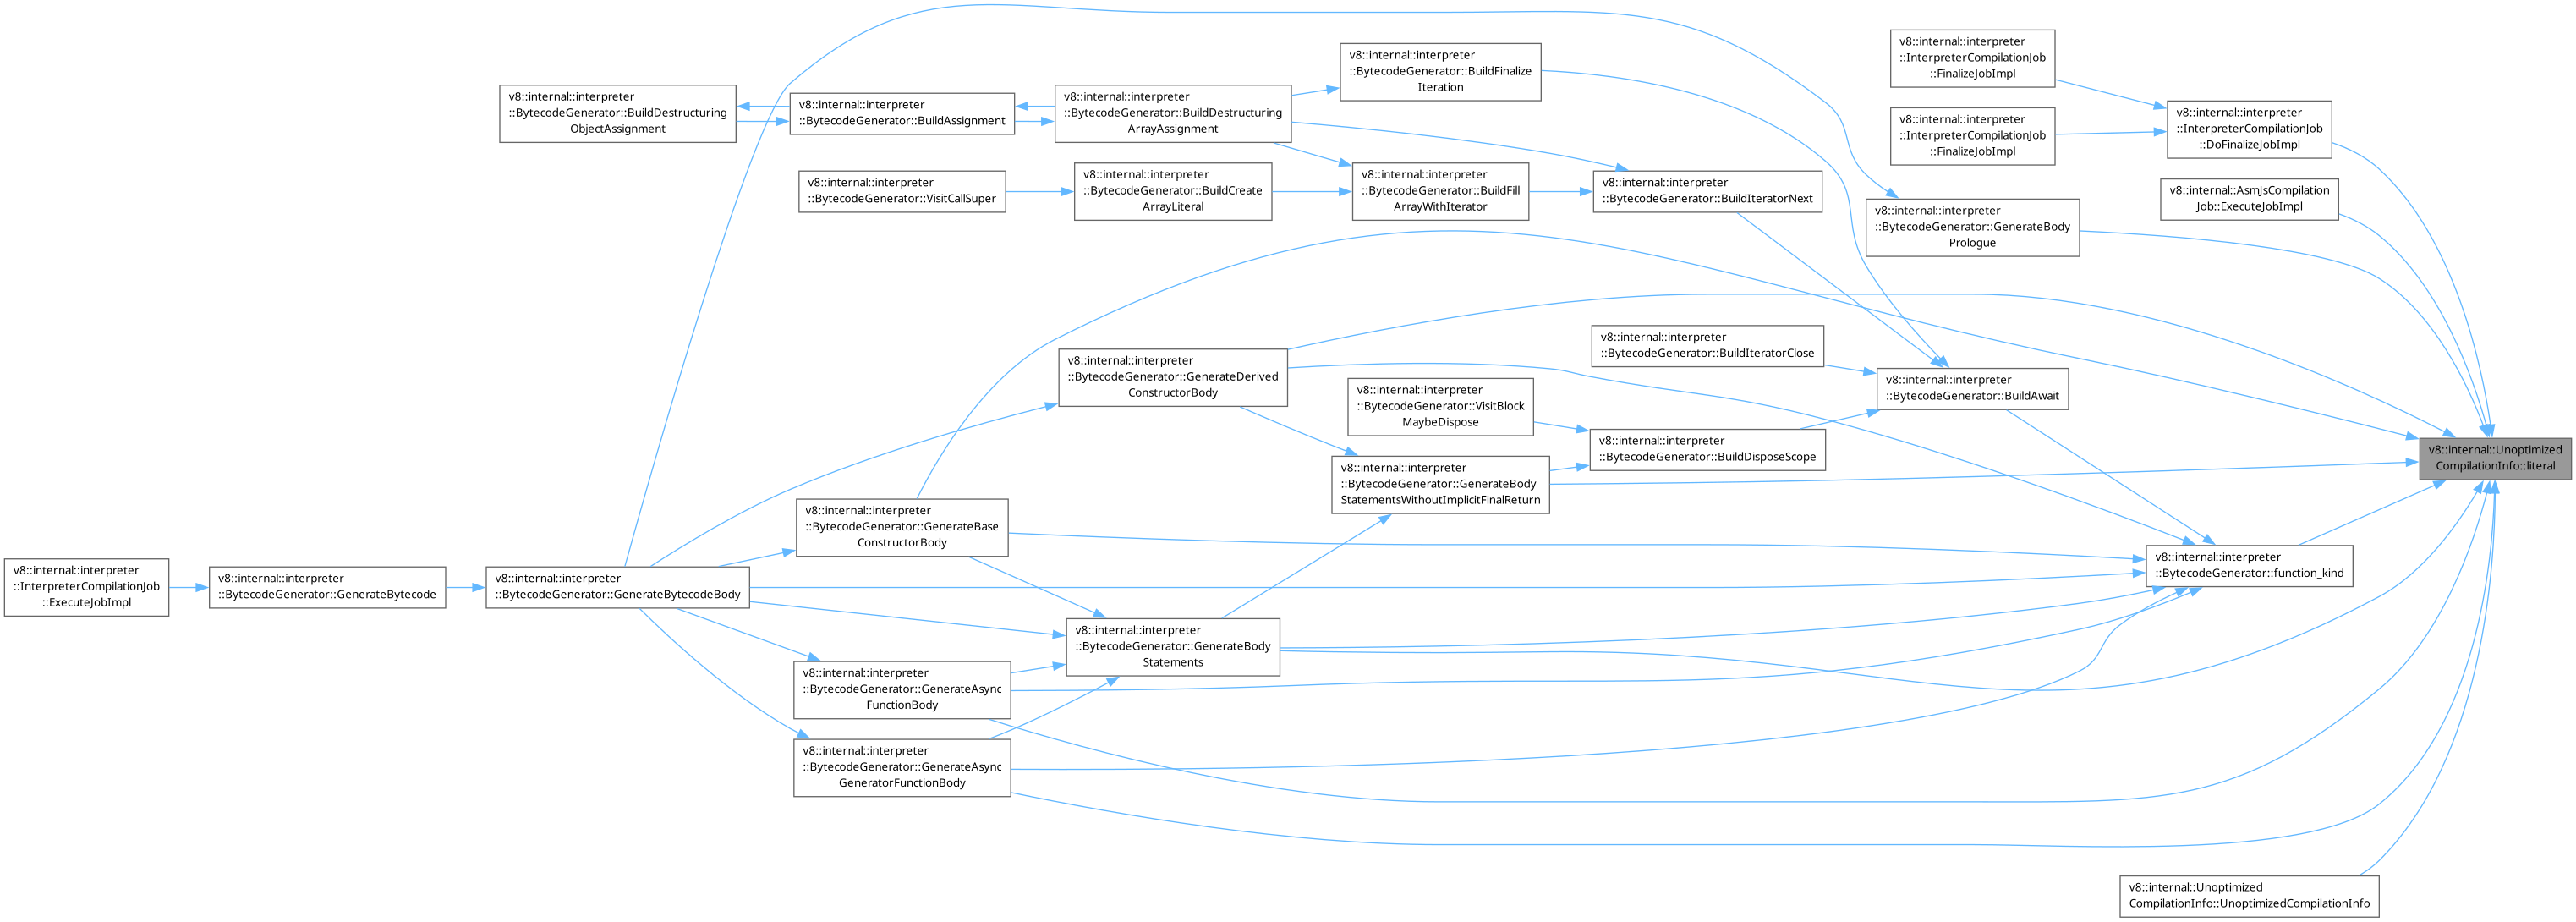 v8::internal::interpreter
::InterpreterCompilationJob
::FinalizeJobImpl
v8::internal::interpreter
::BytecodeGenerator::BuildFinalize
Iteration
v8::internal::interpreter
::BytecodeGenerator::BuildDestructuring
ObjectAssignment
v8::internal::interpreter
::BytecodeGenerator::BuildAssignment
v8::internal::interpreter
::BytecodeGenerator::BuildDestructuring
ArrayAssignment
v8::internal::interpreter
::InterpreterCompilationJob
::FinalizeJobImpl
v8::internal::interpreter
::InterpreterCompilationJob
::DoFinalizeJobImpl
v8::internal::interpreter
::BytecodeGenerator::VisitCallSuper
v8::internal::interpreter
::BytecodeGenerator::BuildCreate
ArrayLiteral
v8::internal::interpreter
::BytecodeGenerator::BuildFill
ArrayWithIterator
v8::internal::interpreter
::BytecodeGenerator::BuildIteratorNext
v8::internal::AsmJsCompilation
Job::ExecuteJobImpl
v8::internal::interpreter
::BytecodeGenerator::GenerateBody
Prologue
v8::internal::interpreter
::BytecodeGenerator::BuildIteratorClose
v8::internal::interpreter
::BytecodeGenerator::GenerateDerived
ConstructorBody
v8::internal::interpreter
::BytecodeGenerator::VisitBlock
MaybeDispose
v8::internal::interpreter
::BytecodeGenerator::BuildAwait
v8::internal::interpreter
::BytecodeGenerator::BuildDisposeScope
v8::internal::Unoptimized
CompilationInfo::literal
v8::internal::interpreter
::BytecodeGenerator::GenerateBody
StatementsWithoutImplicitFinalReturn
v8::internal::interpreter
::BytecodeGenerator::GenerateBase
ConstructorBody
v8::internal::interpreter
::BytecodeGenerator::function_kind
v8::internal::interpreter
::InterpreterCompilationJob
::ExecuteJobImpl
v8::internal::interpreter
::BytecodeGenerator::GenerateBytecode
v8::internal::interpreter
::BytecodeGenerator::GenerateBytecodeBody
v8::internal::interpreter
::BytecodeGenerator::GenerateBody
Statements
v8::internal::interpreter
::BytecodeGenerator::GenerateAsync
FunctionBody
v8::internal::interpreter
::BytecodeGenerator::GenerateAsync
GeneratorFunctionBody
v8::internal::Unoptimized
CompilationInfo::UnoptimizedCompilationInfo